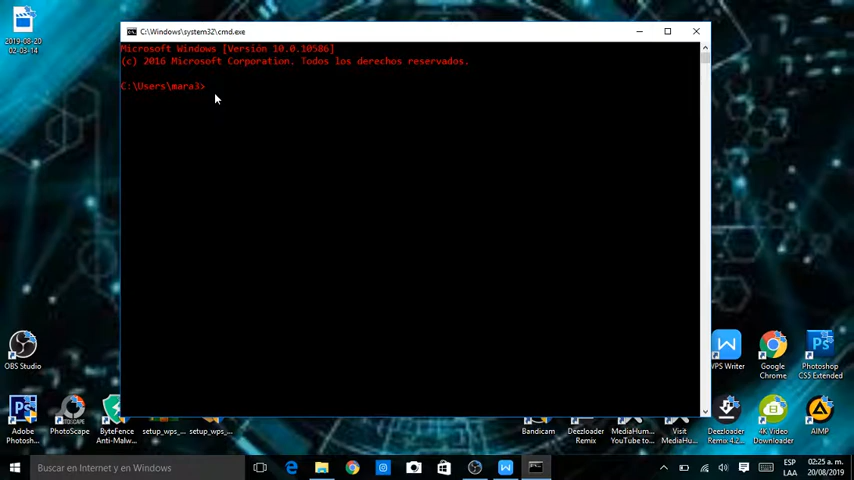 2019-08-20
C:\Windows\system32\cmd.exe
Microsoft Windows [Versión 10.0.10586]
(c) 2016 Microsoft Corporation. Todos los derechos reservados.
C:\Users\mara3>
OBS Studio
WPS Writer
Google
Chrome
Photoshop
CS5 Extended
Adobe
Photosh...
PhotoScape
ByteFence
Anti-Malw...
setup_wps_...
setup_wps_...
Bandicam
Deezloader
Remix
MediaHum...
YouTube to...
Visit
MediaHu...
Deezloader
Remix 4.2...
4K Video
Downloader
AIMP
Buscar en Internet y en Windows
ESP
LAA
02:25 a. m.
20/08/2019